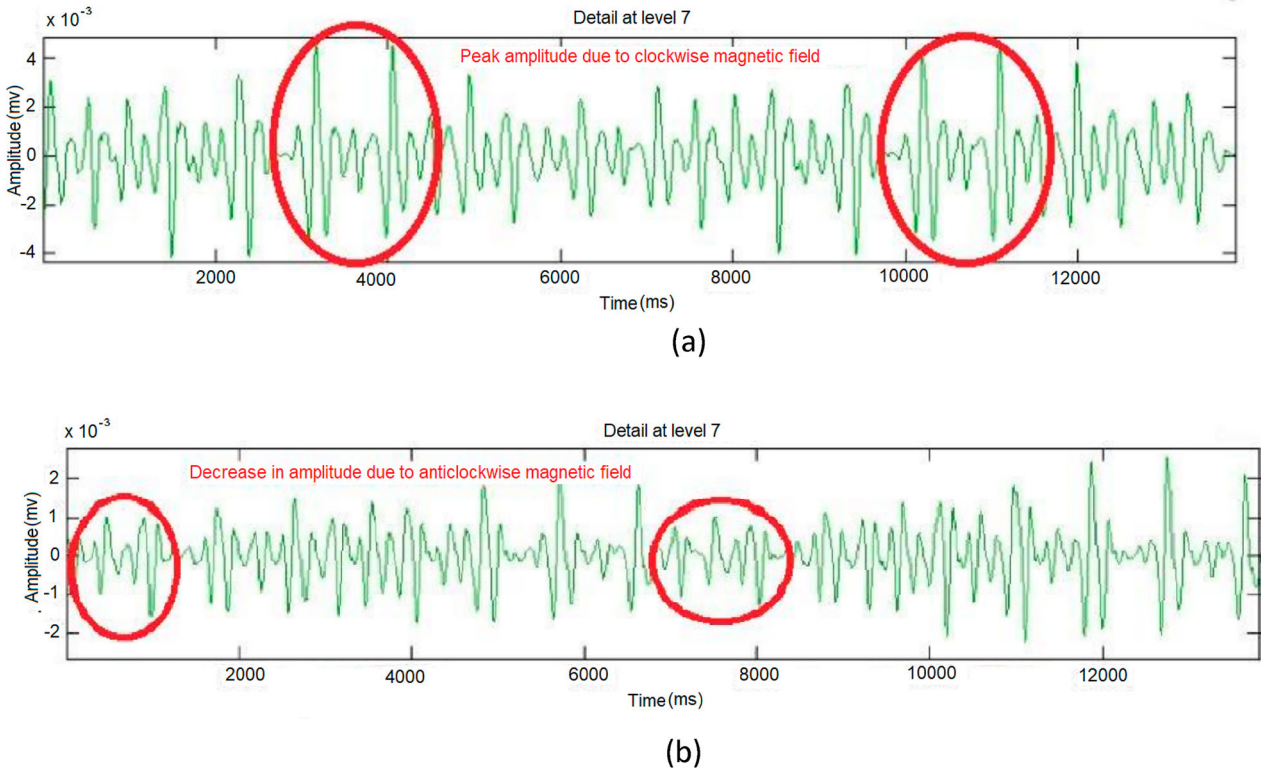 x 10-3
Detail at level 7
Peak amplitude due to clockwise magnetic field
Amplitude (mv)
4
2
0
-2
-4
2000
4000
6000
8000
10000
12000
Time (ms)
(a)
x 10-3
Detail at level 7
Decrease in amplitude due to anticlockwise magnetic field
Amplitude (mv)
2
1
0
-1
-2
2000
4000
6000
8000
10000
12000
Time (ms)
(b)